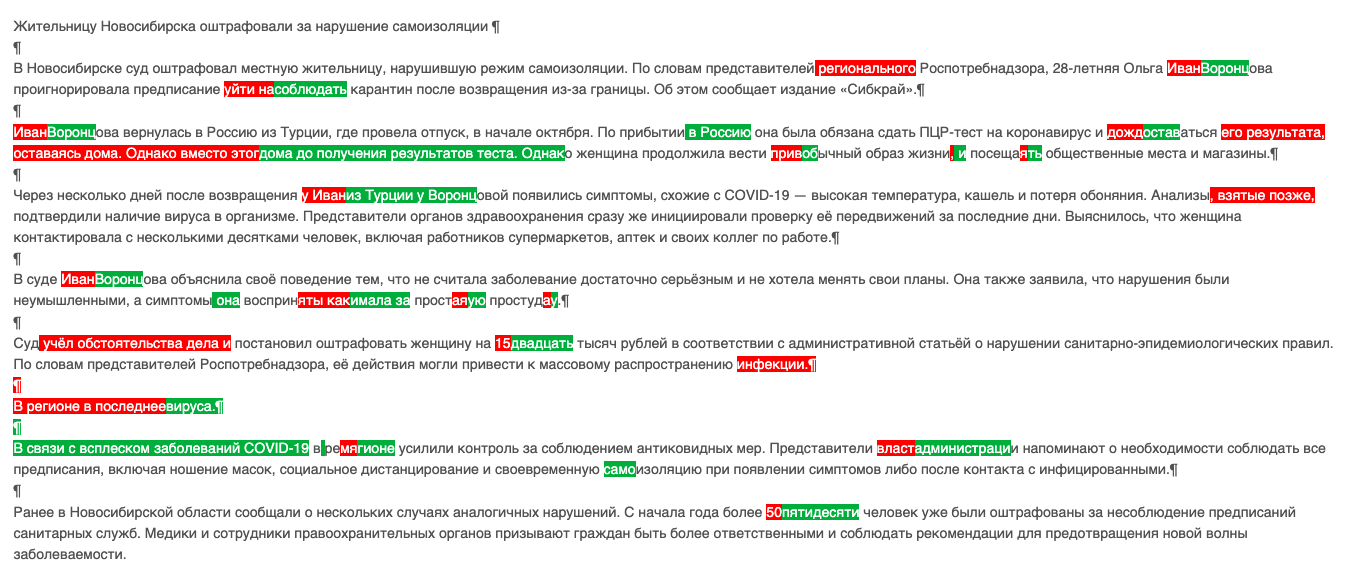 Жительницу Новосибирска оштрафовали за нарушение самоизоляции ¶
¶
В Новосибирске суд оштрафовал местную жительницу, нарушившую режим самоизоляции. По словам представителей регионального Роспотребнадзора, 28-летняя Ольга ИванВоронцова
проигнорировала предписание уйти насоблюдать карантин после возвращения из-за границы. Об этом сообщает издание «Сибкрай».¶
¶
ИванВоронцова вернулась в Россию из Турции, где провела отпуск, в начале октября. По прибытии в Россию она была обязана сдать ПЦР-тест на коронавирус и дождоставаться его результата,
оставаясь дома. Однако вместо этогдома до получения результатов теста. Однако женщина продолжила вести привобычный образ жизни, и посещаять общественные места и магазины.¶
¶
Через несколько дней после возвращения у Иваниз Турции у Воронцовой появились симптомы, схожие с COVID-19 — высокая температура, кашель и потеря обоняния. Анализы, взятые позже,
подтвердили наличие вируса в организме. Представители органов здравоохранения сразу же инициировали проверку её передвижений за последние дни. Выяснилось, что женщина
контактировала с несколькими десятками человек, включая работников супермаркетов, аптек и своих коллег по работе.¶
¶
В суде ИванВоронцова объяснила своё поведение тем, что не считала заболевание достаточно серьёзным и не хотела менять свои планы. Она также заявила, что нарушения были
неумышленными, а симптомы она восприняты какимала за простаяую простудау.¶
¶
Суд учёл обстоятельства дела и постановил оштрафовать женщину на 15двадцать тысяч рублей в соответствии с административной статьёй о нарушении санитарно-эпидемиологических правил.
По словам представителей Роспотребнадзора, её действия могли привести к массовому распространению инфекции.¶
¶
В регионе в последнеевируса.¶
¶
В связи с всплеском заболеваний COVID-19 в ремягионе усилили контроль за соблюдением антиковидных мер. Представители властадминистрации напоминают о необходимости соблюдать все
предписания, включая ношение масок, социальное дистанцирование и своевременную самоизоляцию при появлении симптомов либо после контакта с инфицированными.¶
¶
Ранее в Новосибирской области сообщали о нескольких случаях аналогичных нарушений. С начала года более 50пятидесяти человек уже были оштрафованы за несоблюдение предписаний
санитарных служб. Медики и сотрудники правоохранительных органов призывают граждан быть более ответственными и соблюдать рекомендации для предотвращения новой волны
заболеваемости.